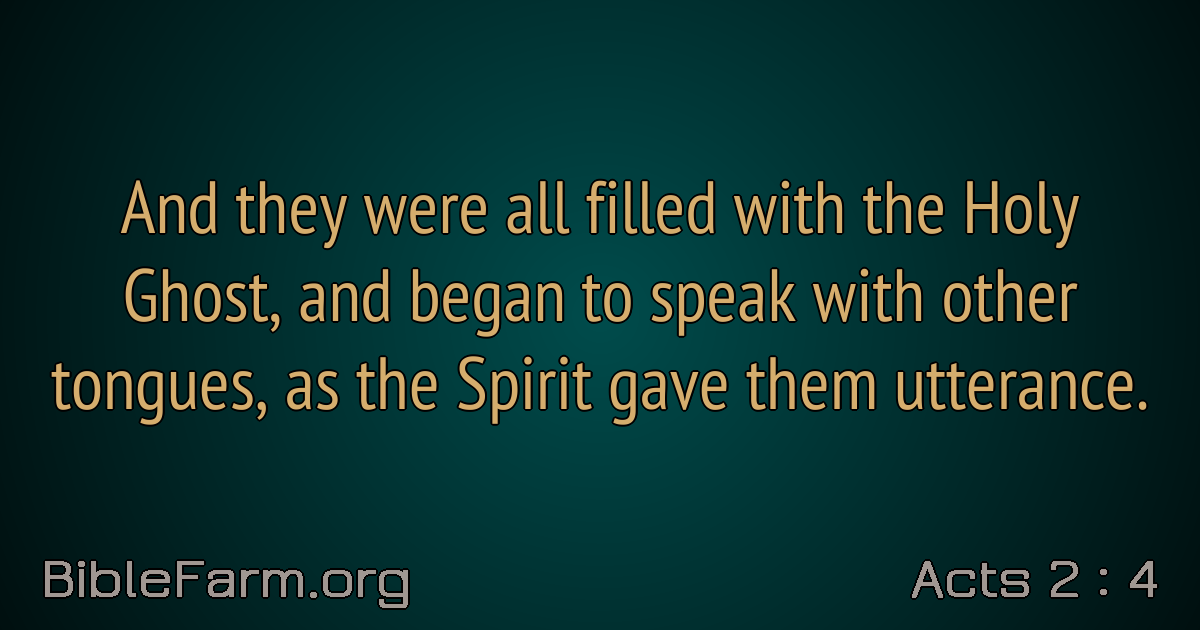 And they were all filled with the Holy
Ghost, and began to speak with other
tongues, as the Spirit gave them utterance.
BibleFarm.org
Acts 2 : 4